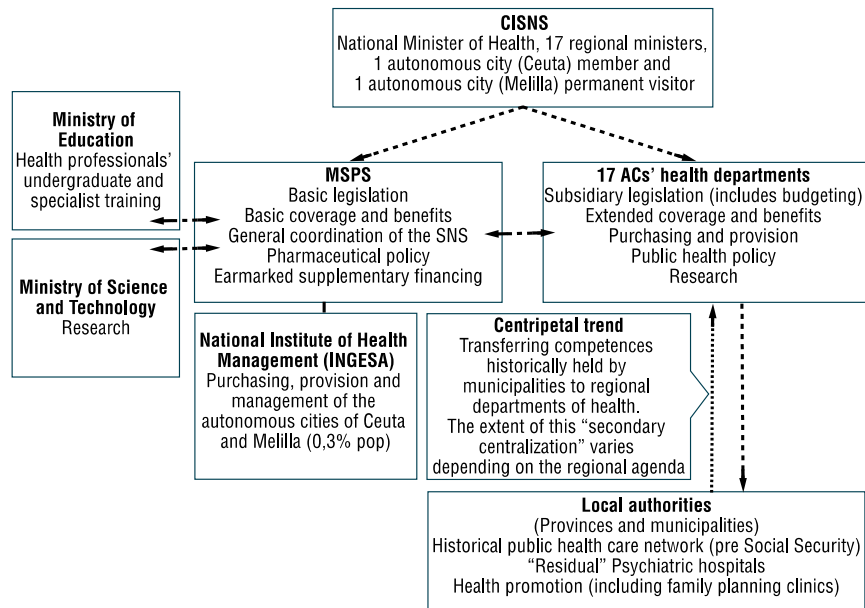 CISNS
National Minister of Health, 17 regional ministers,
1 autonomous city (Ceuta) member and
1 autonomous city (Melilla) permanent visitor
Ministry of
Education
Health professionals’
undergraduate and
specialist training
MSPS
Basic legislation
Basic coverage and benefits
General coordination of the SNS
Pharmaceutical policy
Earmarked supplementary financing
17 ACs’ health departments
Subsidiary legislation (includes budgeting)
Extended coverage and benefits
Purchasing and provision
Public health policy
Research
Ministry of Science
and Technology
Research
National Institute of Health
Management (INGESA)
Purchasing, provision and
management of the
autonomous cities of Ceuta
and Melilla (0,3% pop)
Centripetal trend
Transferring competences
historically held by
municipalities to regional
departments of health.
The extent of this “secondary
centralization” varies
depending on the regional agenda
Local authorities
(Provinces and municipalities)
Historical public health care network (pre Social Security)
“Residual” Psychiatric hospitals
Health promotion (including family planning clinics)